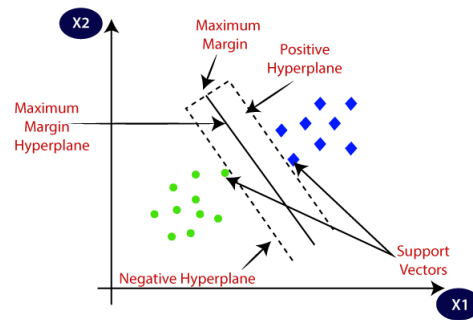 X2
Maximum
Margin
Positive
Hyperplane
Maximum
Margin
Hyperplane
Negative Hyperplane
Support
Vectors
X1